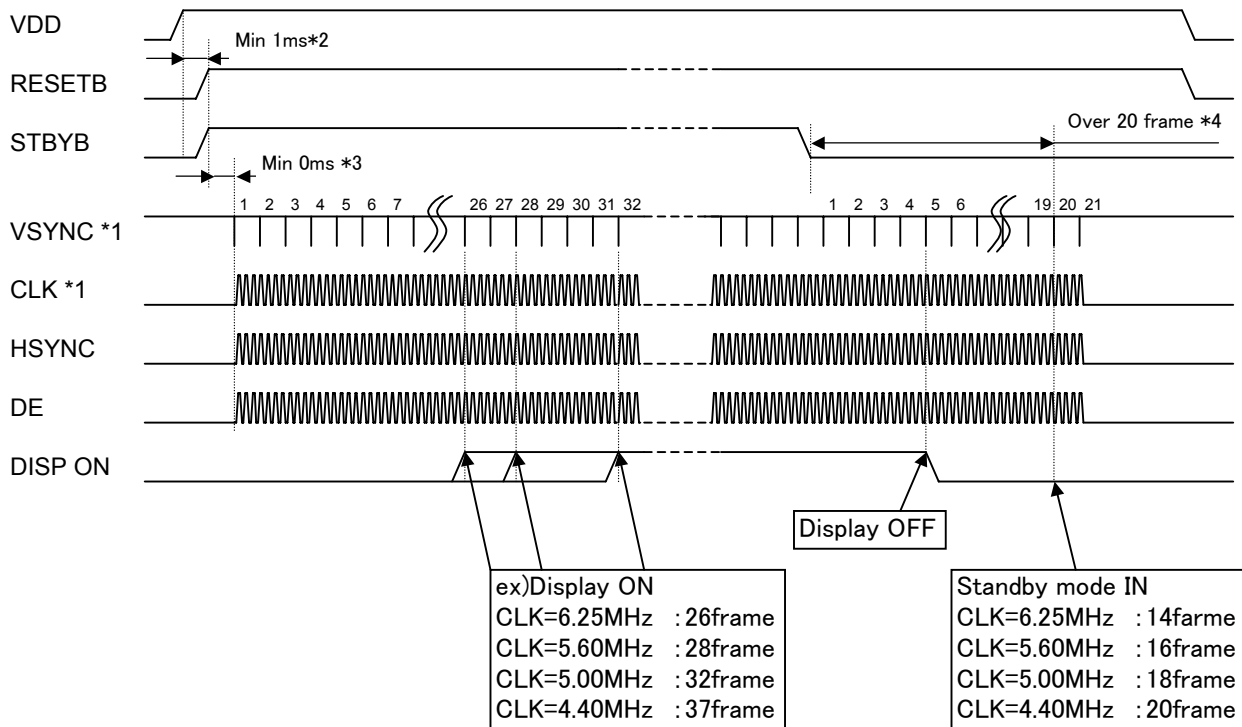 VDD
Min 1ms*2
RESETB
STBYB
Over 20 frame *4
Min 0ms *3
1 2 3 4 5 6 7 26 27 28 29 30 31 32 1 2 3 4 5 6 19 20 21
VSYNC *1
CLK *1
HSYNC
DE
DISP ON
Display OFF
ex)Display ON
CLK=6.25MHz :26frame
CLK=5.60MHz :28frame
CLK=5.00MHz :32frame
CLK=4.40MHz :37frame
Standby mode IN
CLK=6.25MHz :14farme
CLK=5.60MHz :16frame
CLK=5.00MHz :18frame
CLK=4.40MHz :20frame